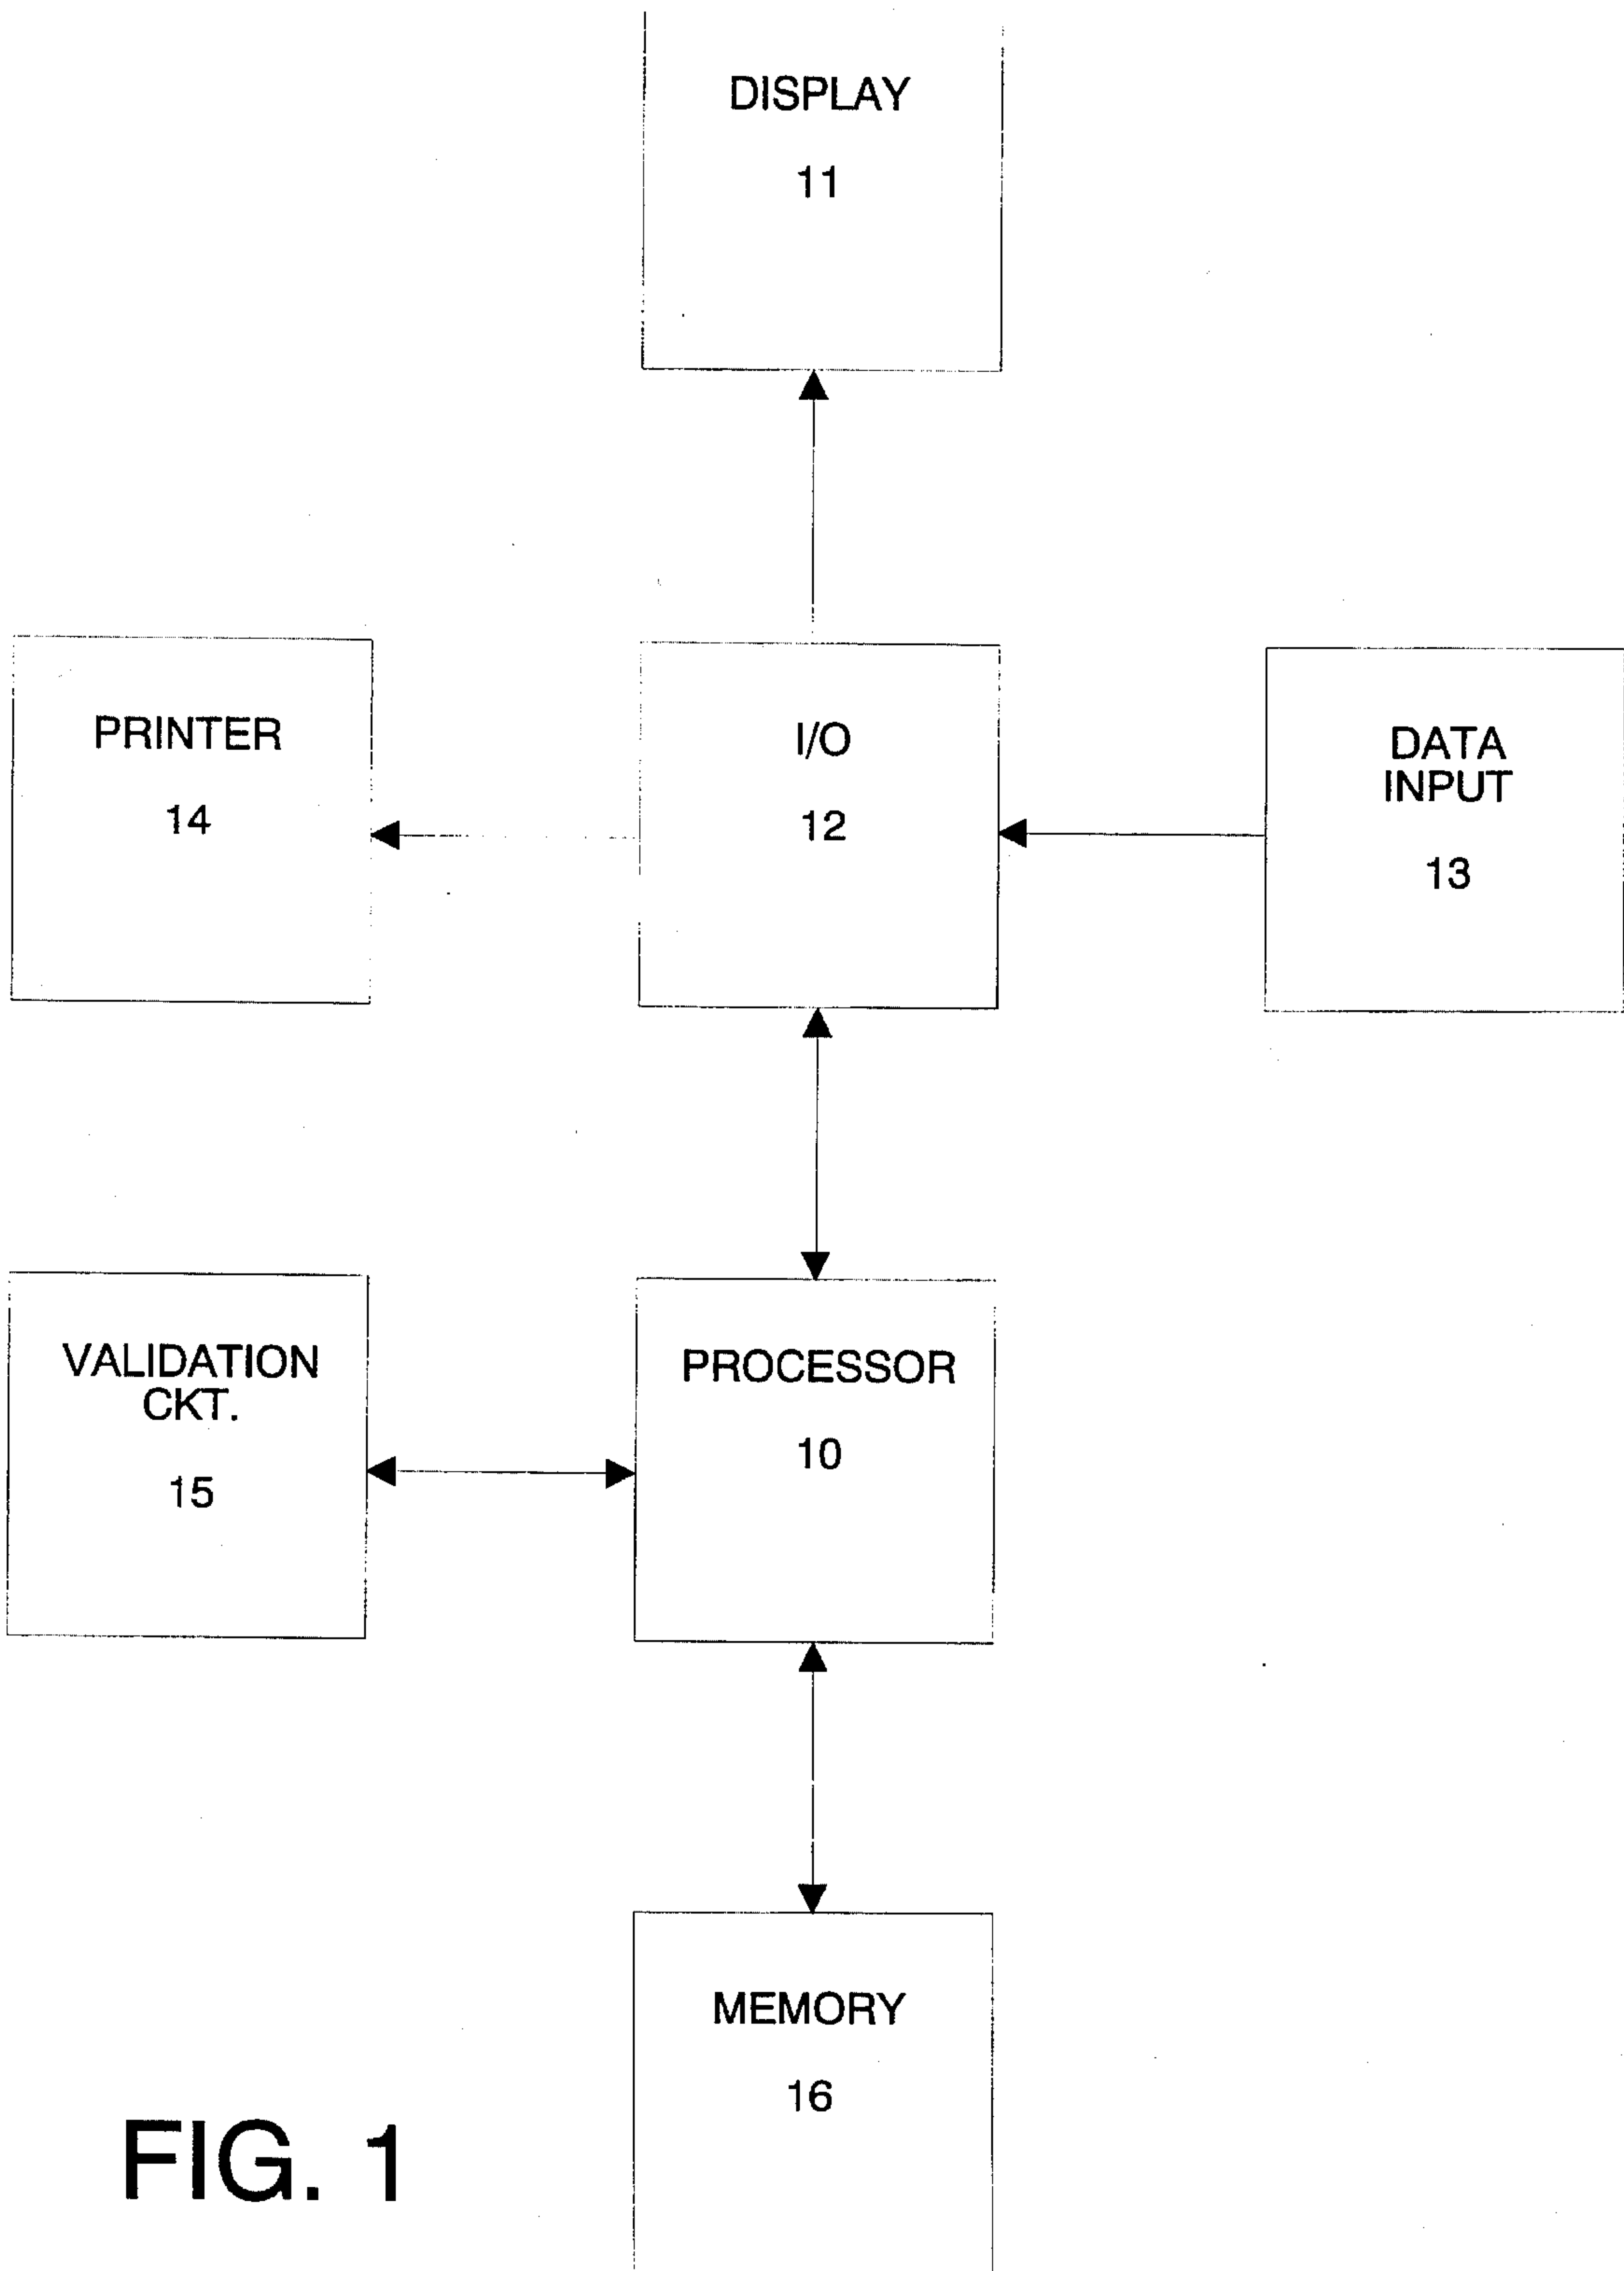 DISPLAY
11
PRINTER
14
I/O
12
DATA
INPUT
13
VALIDATION
CKT.
15
PROCESSOR
10
MEMORY
16
FIG. 1